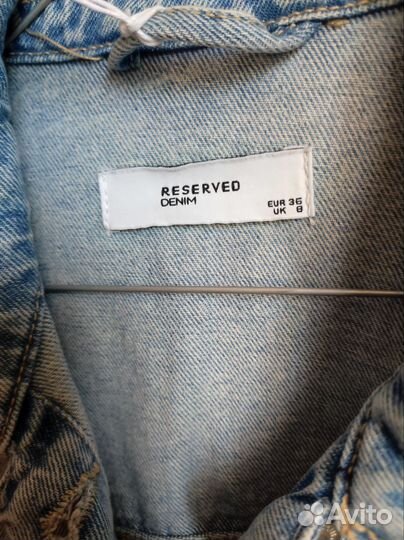 RESERVED
DENIM
EUR 36
UK 8
Avito